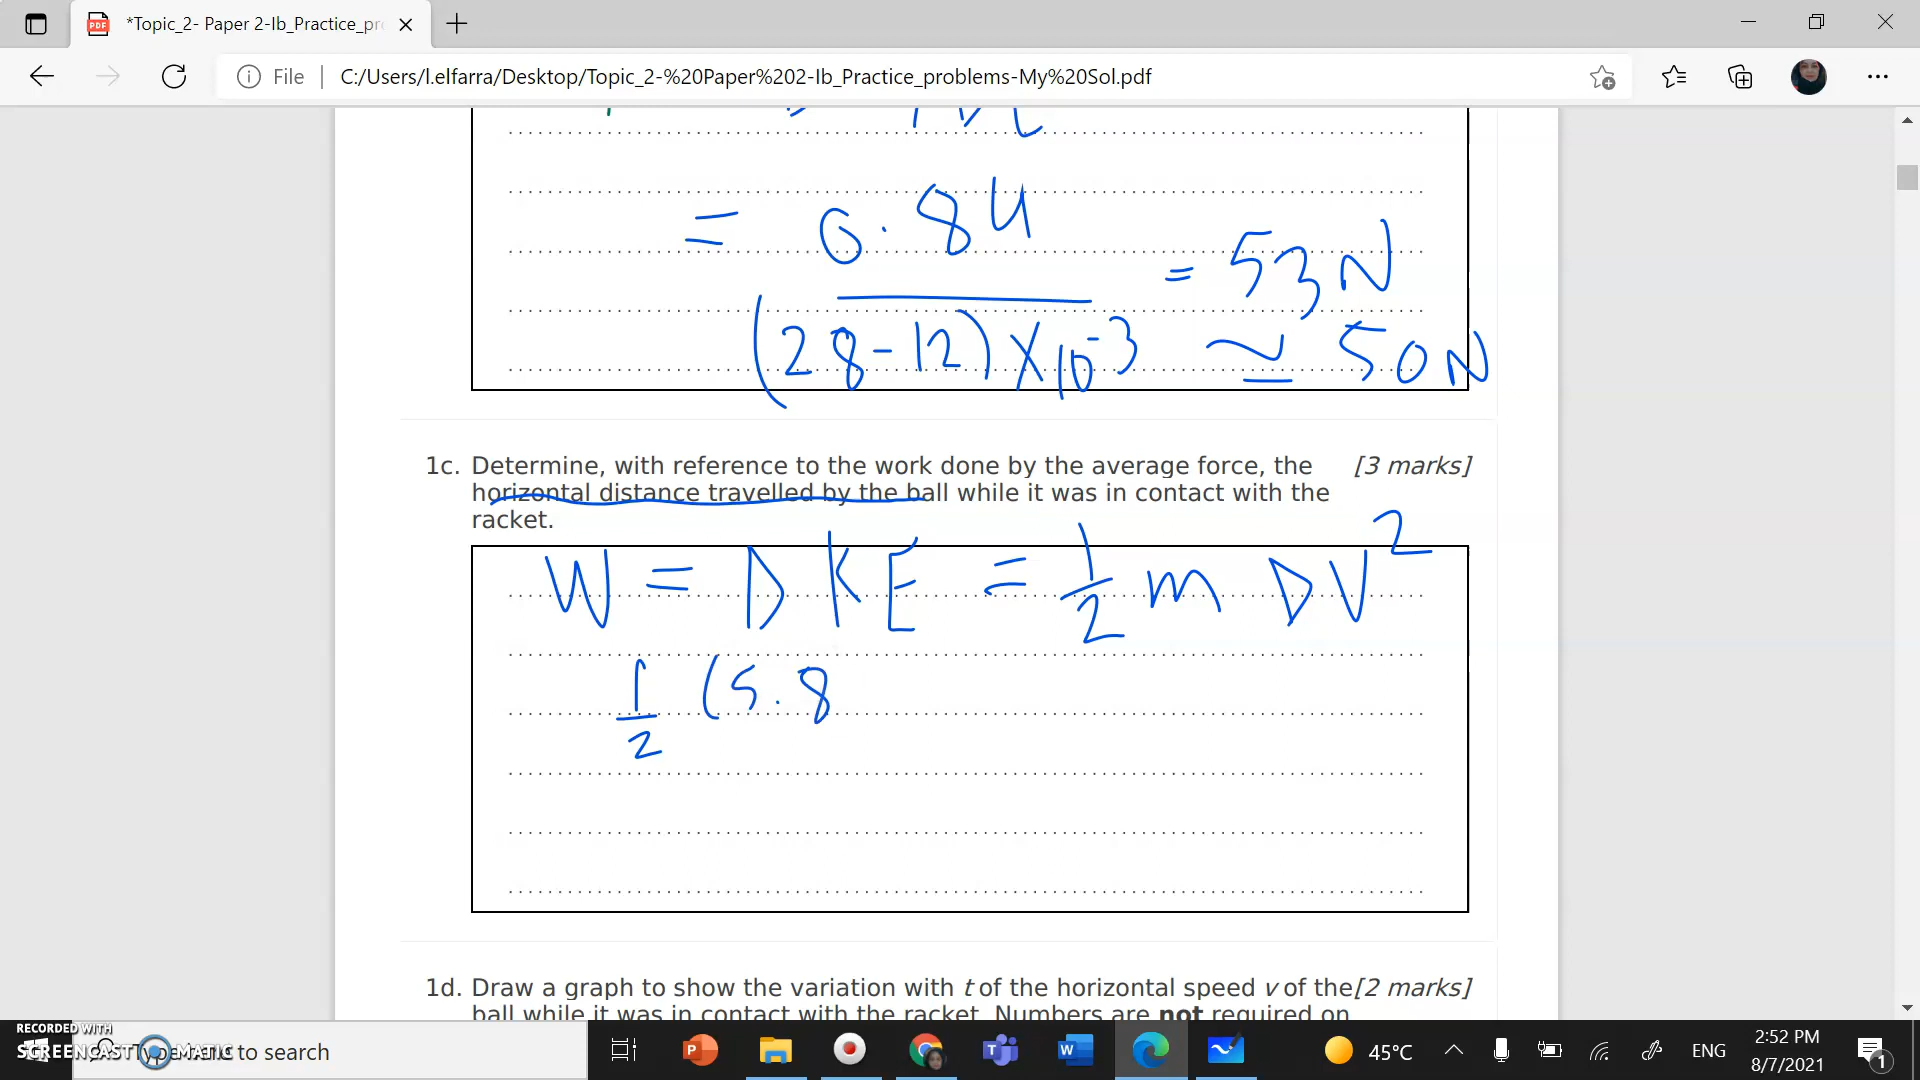 *Topic_2- Paper 2-Ib_Practice_pr
File
C:/Users/l.elfarra/Desktop/Topic_2-%20Paper%202-Ib_Practice_problems-My%20Sol.pdf
= 0.84
(28-12)×10⁻³
= 53N
≃ 50N
1c. Determine, with reference to the work done by the average force, the [3 marks]
horizontal distance travelled by the ball while it was in contact with the
racket.
W = ΔKE = 1/2 m ΔV²
1/2 (5.8
1d. Draw a graph to show the variation with t of the horizontal speed v of the [2 marks]
ball while it was in contact with the racket. Numbers are not required on
RECORDED WITH
SCREENCAST MATIC
Type here to search
45°C
ENG
2:52 PM
8/7/2021
1